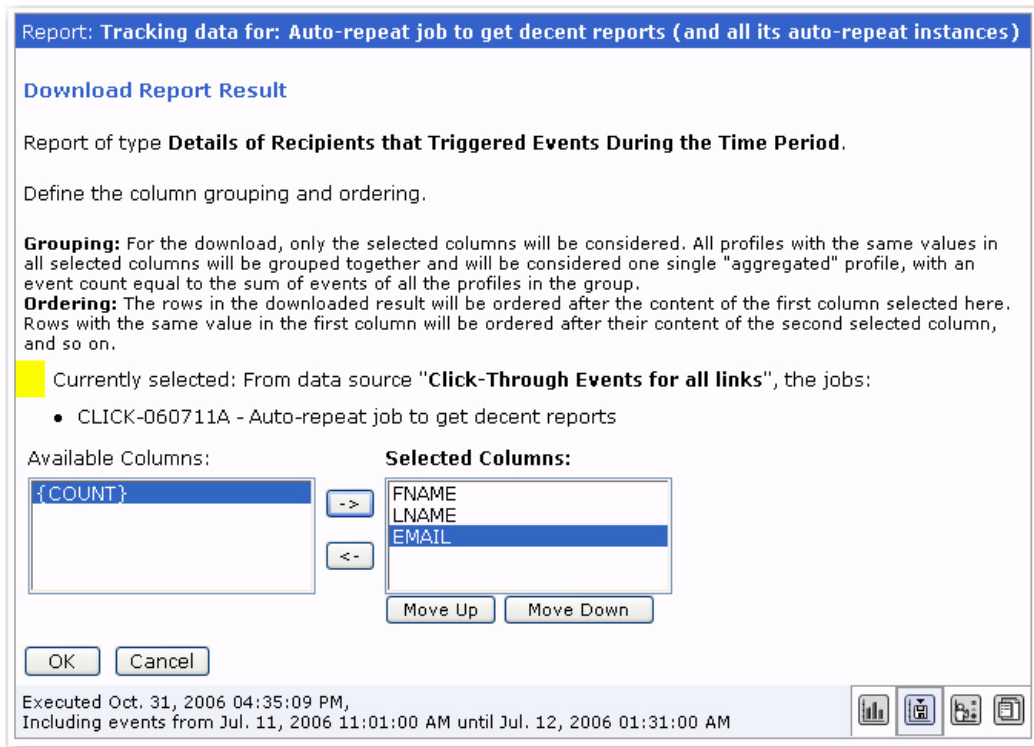 Report: Tracking data for: Auto-repeat job to get decent reports (and all its auto-repeat instances)
Download Report Result
Report of type Details of Recipients that Triggered Events During the Time Period.
Define the column grouping and ordering.
Grouping: For the download, only the selected columns will be considered. All profiles with the same values in
all selected columns will be grouped together and will be considered one single "aggregated" profile, with an
event count equal to the sum of events of all the profiles in the group.
Ordering: The rows in the downloaded result will be ordered after the content of the first column selected here.
Rows with the same value in the first column will be ordered after their content of the second selected column,
and so on.
Currently selected: From data source "Click-Through Events for all links", the jobs:
• CLICK-060711A - Auto-repeat job to get decent reports
Available Columns: Selected Columns:
{COUNT} -> FNAME
LNAME
EMAIL
<-
Move Up Move Down
OK Cancel
Executed Oct. 31, 2006 04:35:09 PM,
Including events from Jul. 11, 2006 11:01:00 AM until Jul. 12, 2006 01:31:00 AM